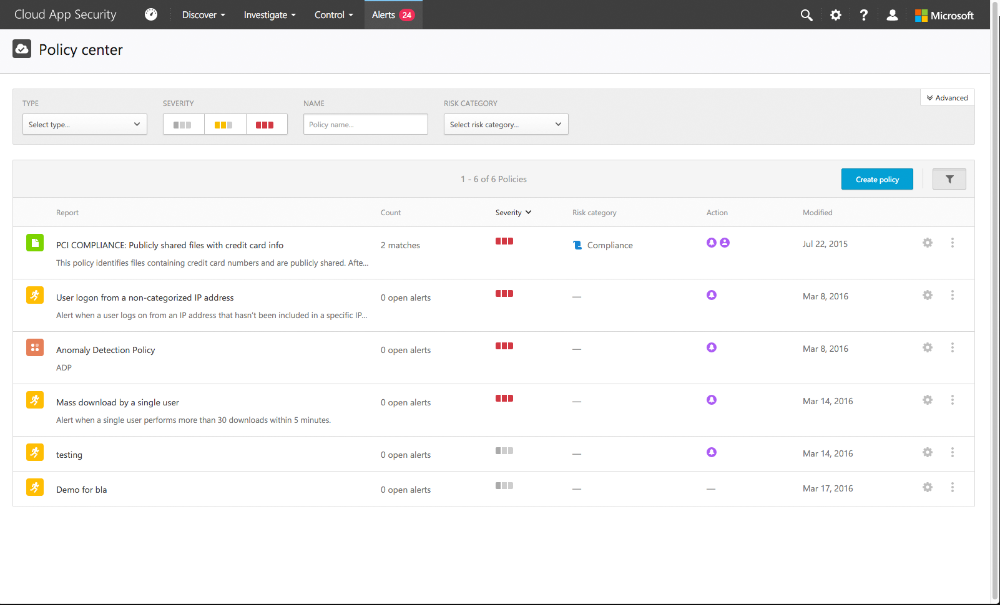 Cloud App Security Discover Investigate Control Alerts 24 Microsoft
Policy center
TYPE SEVERITY NAME RISK CATEGORY Advanced
Select type... Policy name... Select risk category...
1 - 6 of 6 Policies Create policy
Report Count Severity Risk category Action Modified
PCI COMPLIANCE: Publicly shared files with credit card info 2 matches Compliance Jul 22, 2015
This policy identifies files containing credit card numbers and are publicly shared. Afte...
User logon from a non-categorized IP address 0 open alerts — Mar 8, 2016
Alert when a user logs on from an IP address that hasn't been included in a specific IP...
Anomaly Detection Policy 0 open alerts — Mar 8, 2016
ADP
Mass download by a single user 0 open alerts — Mar 14, 2016
Alert when a single user performs more than 30 downloads within 5 minutes.
testing 0 open alerts — Mar 14, 2016
Demo for bla 0 open alerts — — Mar 17, 2016